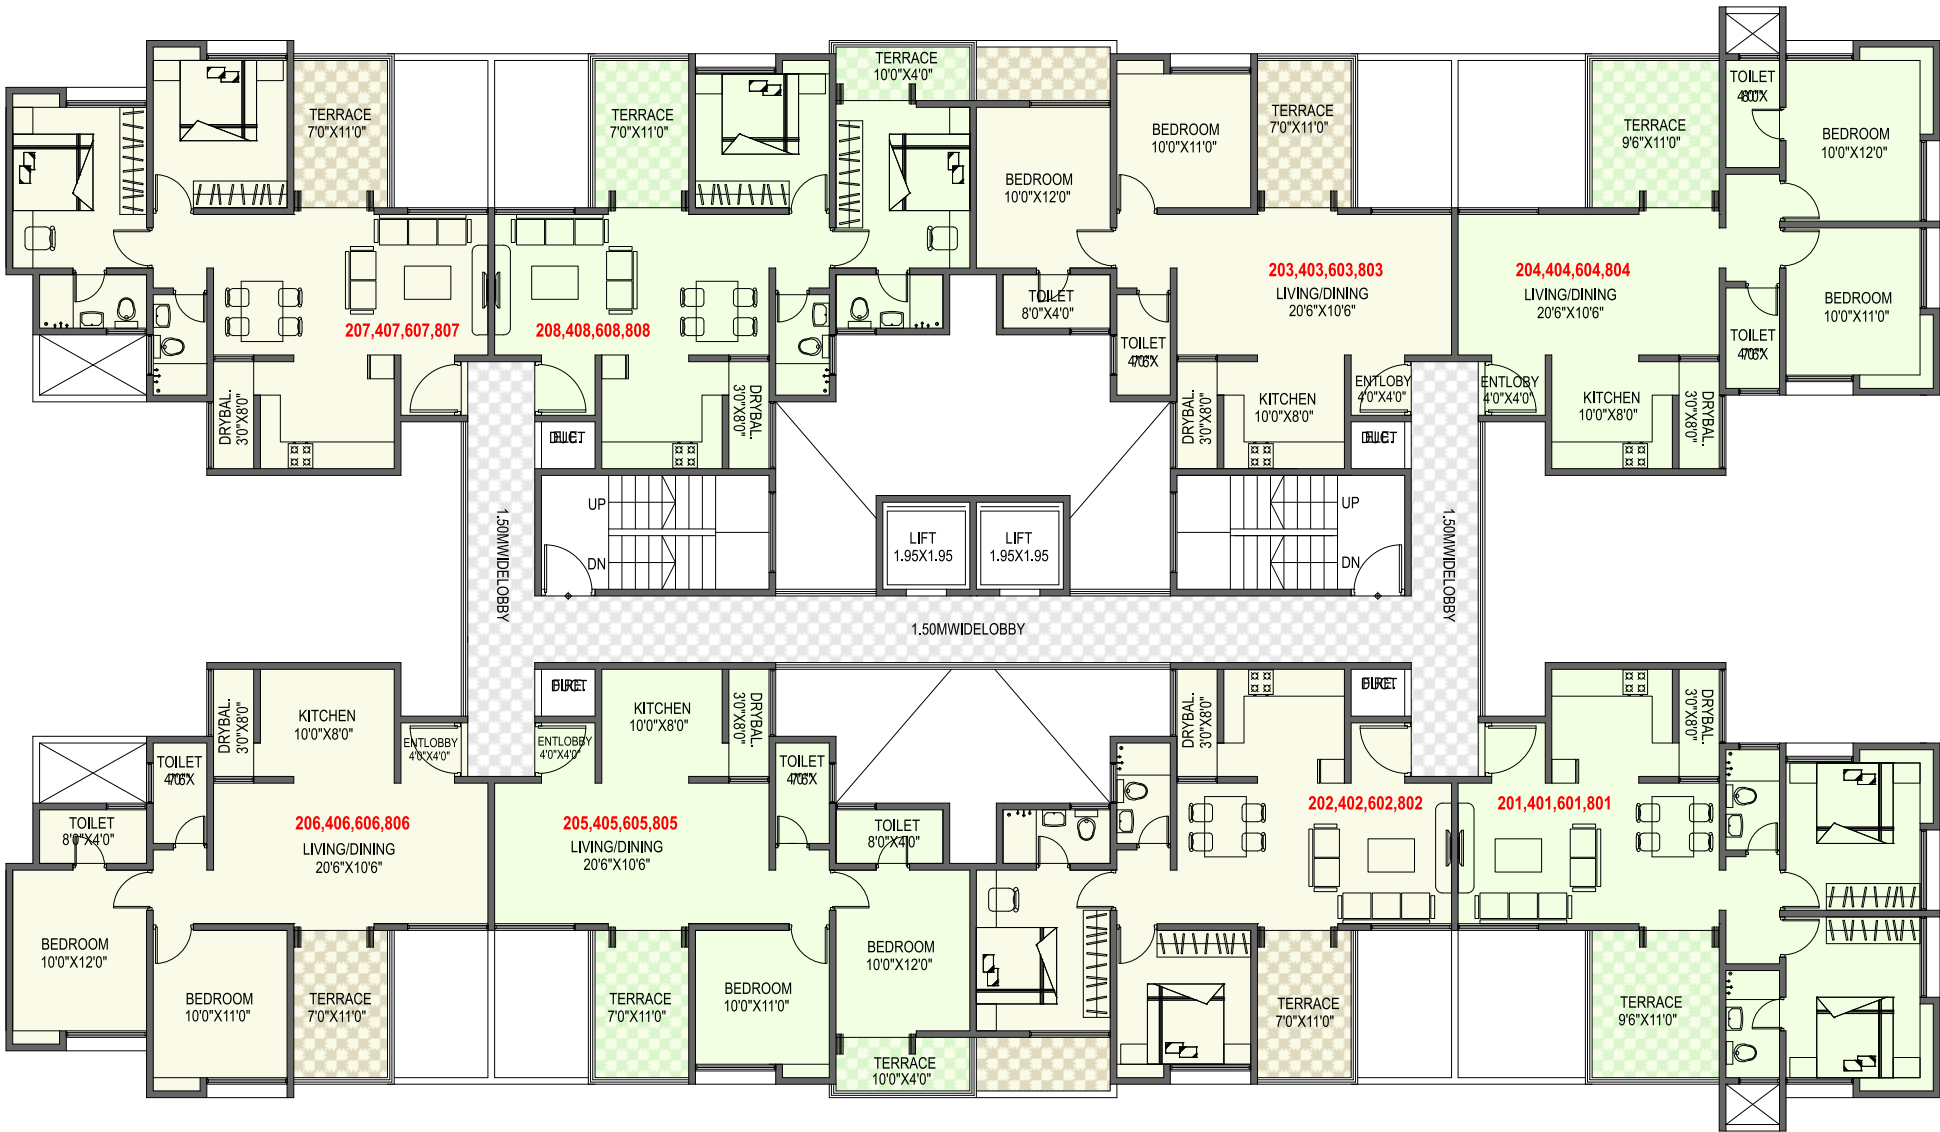 TERRACE
7'0"X11'0"
TERRACE
7'0"X11'0"
TERRACE
10'0"X4'0"
BEDROOM
10'0"X12'0"
BEDROOM
10'0"X11'0"
TERRACE
7'0"X11'0"
TERRACE
9'6"X11'0"
TOILET
BEDROOM
10'0"X12'0"
207,407,607,807
208,408,608,808
203,403,603,803
LIVING/DINING
20'6"X10'6"
204,404,604,804
LIVING/DINING
20'6"X10'6"
BEDROOM
10'0"X11'0"
TOILET
8'0"X4'0"
TOILET
TOILET
DRYBAL.
3'0"X8'0"
DRYBAL.
3'0"X8'0"
DRYBAL.
3'0"X8'0"
KITCHEN
10'0"X8'0"
ENTLOBY
4'0"X4'0"
ENTLOBY
4'0"X4'0"
KITCHEN
10'0"X8'0"
DRYBAL.
3'0"X8'0"
UP
DN
LIFT
1.95X1.95
LIFT
1.95X1.95
UP
DN
1.50MWIDELOBBY
1.50MWIDELOBBY
1.50MWIDELOBBY
DRYBAL.
3'0"X8'0"
KITCHEN
10'0"X8'0"
ENTLOBBY
4'0"X4'0"
ENTLOBBY
4'0"X4'0"
KITCHEN
10'0"X8'0"
DRYBAL.
3'0"X8'0"
DRYBAL.
3'0"X8'0"
DRYBAL.
3'0"X8'0"
TOILET
TOILET
TOILET
8'0"X4'0"
206,406,606,806
LIVING/DINING
20'6"X10'6"
205,405,605,805
LIVING/DINING
20'6"X10'6"
TOILET
8'0"X4'0"
202,402,602,802
201,401,601,801
BEDROOM
10'0"X12'0"
BEDROOM
10'0"X11'0"
TERRACE
7'0"X11'0"
TERRACE
7'0"X11'0"
BEDROOM
10'0"X11'0"
BEDROOM
10'0"X12'0"
TERRACE
10'0"X4'0"
TERRACE
7'0"X11'0"
TERRACE
9'6"X11'0"